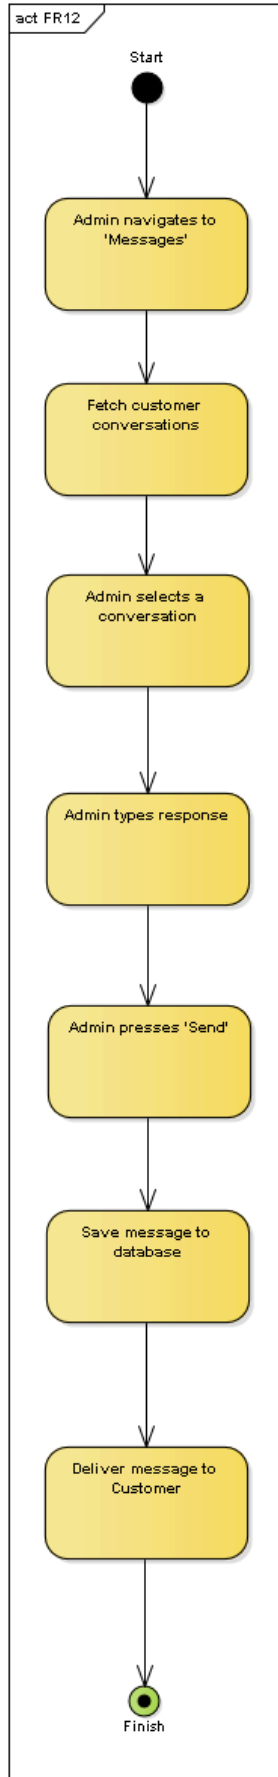 act FR12
Start
Admin navigates to
'Messages'
Fetch customer
conversations
Admin selects a
conversation
Admin types response
Admin presses 'Send'
Save message to
database
Deliver message to
Customer
Finish